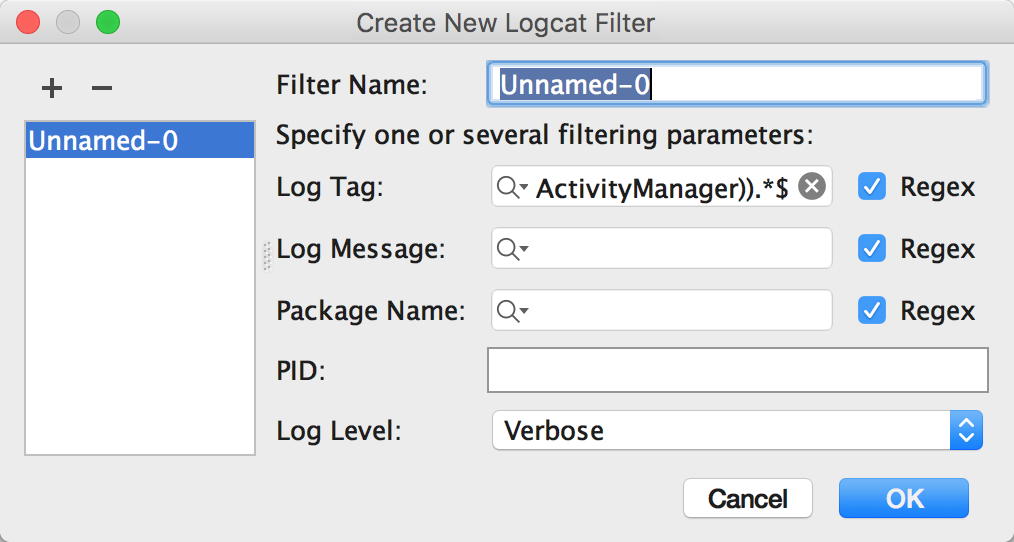 Create New Logcat Filter
Filter Name: Unnamed-0
Unnamed-0
Specify one or several filtering parameters:
Log Tag: ActivityManager)).*$ Regex
Log Message: Regex
Package Name: Regex
PID:
Log Level: Verbose
Cancel OK